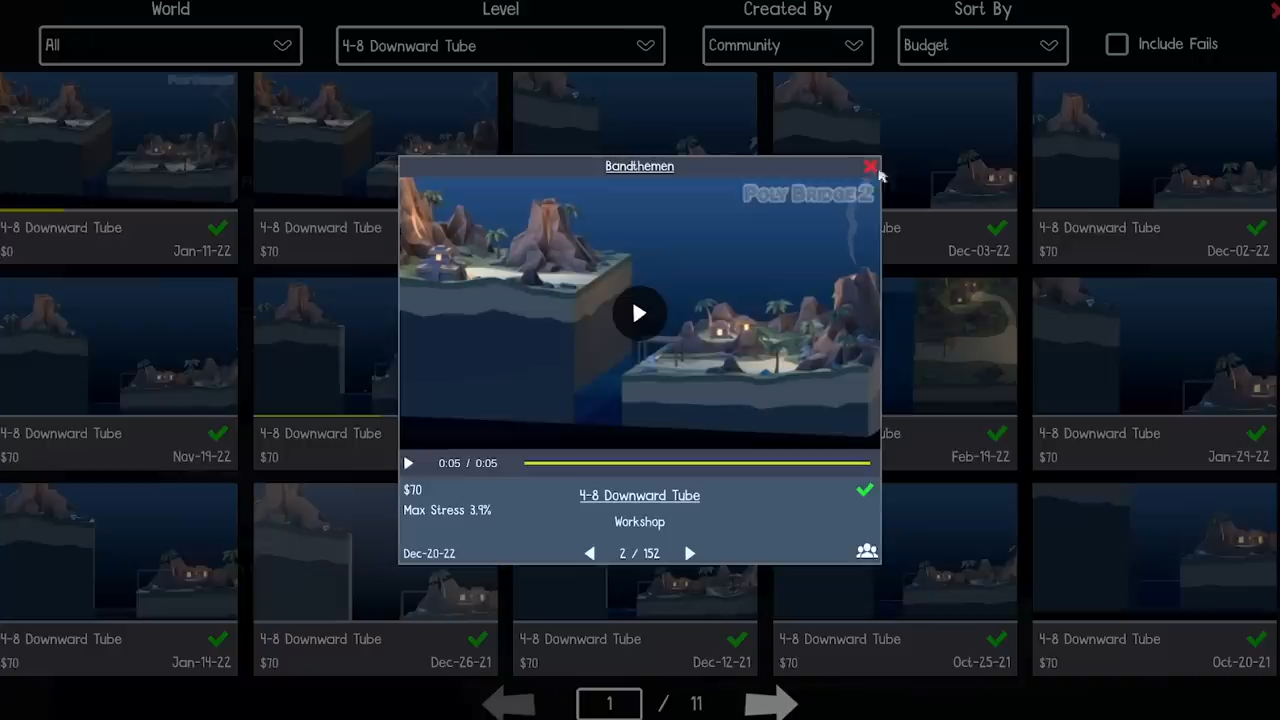 World Level Created By Sort By
All 4-8 Downward Tube Community Budget Include Fails
Bandthemen
POLY BRIDGE 2
4-8 Downward Tube
$0 Jan-11-22
4-8 Downward Tube
$70
Dec-03-22
4-8 Downward Tube
$70 Dec-02-22
4-8 Downward Tube
$70 Nov-19-22
4-8 Downward Tube
$70
Feb-19-22
4-8 Downward Tube
$70 Jan-29-22
0:05 / 0:05
$70
Max Stress 3.9%
4-8 Downward Tube
Workshop
Dec-20-22
2 / 152
4-8 Downward Tube
$70 Jan-14-22
4-8 Downward Tube
$70 Dec-26-21
4-8 Downward Tube
$70 Dec-12-21
4-8 Downward Tube
$70 Oct-25-21
4-8 Downward Tube
$70 Oct-20-21
1 / 11